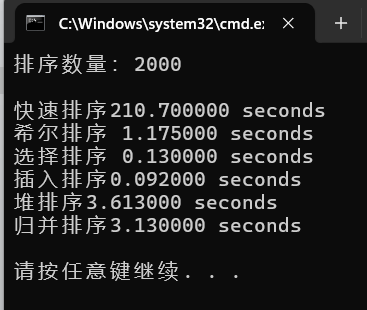 C:\Windows\system32\cmd.e
排序数量: 2000
快速排序210.700000 seconds
希尔排序 1.175000 seconds
选择排序 0.130000 seconds
插入排序0.092000 seconds
堆排序3.613000 seconds
归并排序3.130000 seconds
请按任意键继续. . .